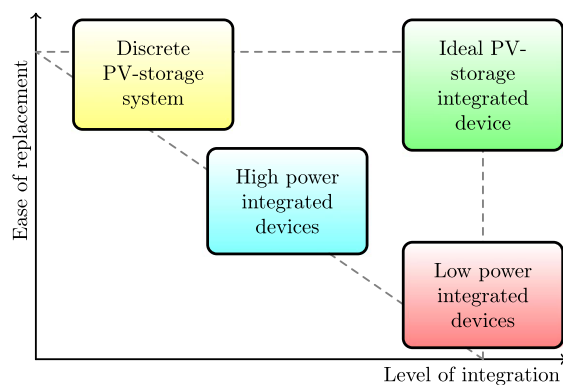 Discrete
PV-storage
system
Ideal PV-
storage
integrated
device
High power
integrated
devices
Low power
integrated
devices
Ease of replacement
Level of integration